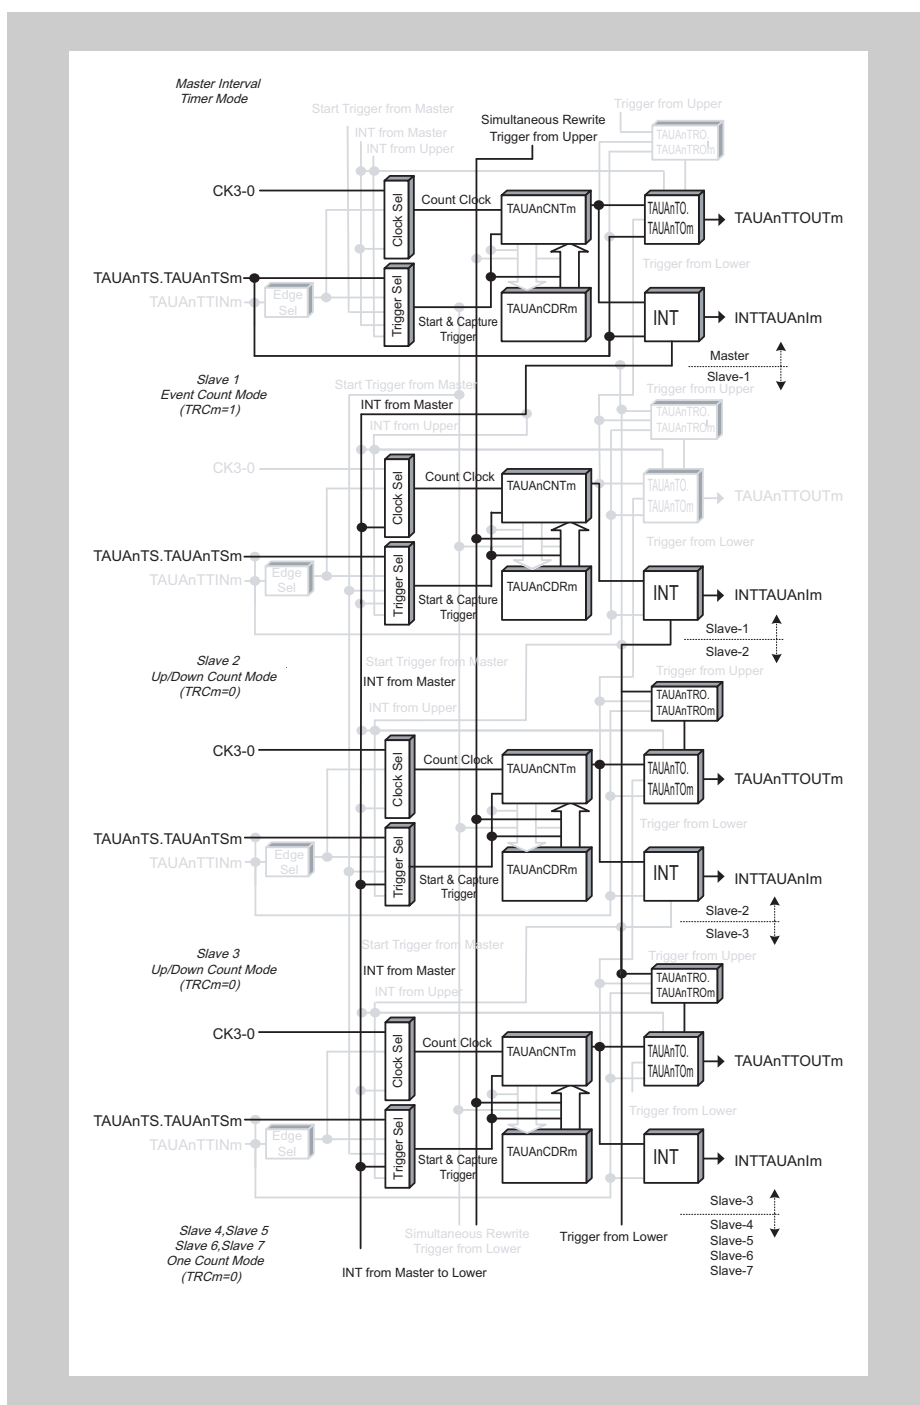 Master Interval
Timer Mode
Start Trigger from Master
INT from Master
INT from Upper
Simultaneous Rewrite
Trigger from Upper
Trigger from Upper
TAUAnTRO.
TAUAnTROm
CK3-0
Clock Sel
Count Clock
TAUAnCNTm
TAUAnTO.
TAUAnTOm
TAUAnTTOUTm
Trigger from Lower
TAUAnTS.TAUAnTSm
TAUAnTTINm
Edge
Sel
Trigger Sel
Start & Capture
Trigger
TAUAnCDRm
INT
INTTAUAnIm
Master
Slave-1
Slave 1
Event Count Mode
(TRCm=1)
Start Trigger from Master
INT from Master
INT from Upper
Trigger from Upper
TAUAnTRO.
TAUAnTROm
CK3-0
Clock Sel
Count Clock
TAUAnCNTm
TAUAnTO.
TAUAnTOm
TAUAnTTOUTm
Trigger from Lower
TAUAnTS.TAUAnTSm
TAUAnTTINm
Edge
Sel
Trigger Sel
Start & Capture
Trigger
TAUAnCDRm
INT
INTTAUAnIm
Slave-1
Slave-2
Slave 2
Up/Down Count Mode
(TRCm=0)
Start Trigger from Master
INT from Master
INT from Upper
Trigger from Upper
TAUAnTRO.
TAUAnTROm
CK3-0
Clock Sel
Count Clock
TAUAnCNTm
TAUAnTO.
TAUAnTOm
TAUAnTTOUTm
Trigger from Lower
TAUAnTS.TAUAnTSm
TAUAnTTINm
Edge
Sel
Trigger Sel
Start & Capture
Trigger
TAUAnCDRm
INT
INTTAUAnIm
Slave-2
Slave-3
Slave 3
Up/Down Count Mode
(TRCm=0)
Start Trigger from Master
INT from Master
INT from Upper
Trigger from Upper
TAUAnTRO.
TAUAnTROm
CK3-0
Clock Sel
Count Clock
TAUAnCNTm
TAUAnTO.
TAUAnTOm
TAUAnTTOUTm
Trigger from Lower
TAUAnTS.TAUAnTSm
TAUAnTTINm
Edge
Sel
Trigger Sel
Start & Capture
Trigger
TAUAnCDRm
INT
INTTAUAnIm
Slave-3
Slave-4
Slave-5
Slave-6
Slave-7
Slave 4,Slave 5
Slave 6,Slave 7
One Count Mode
(TRCm=0)
Simultaneous Rewrite
Trigger from Lower
Trigger from Lower
INT from Master to Lower